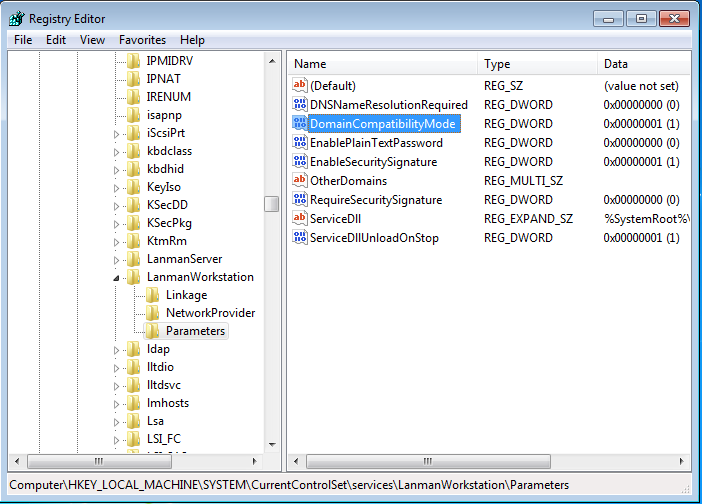 Registry Editor
File Edit View Favorites Help
IPMIDRV
IPNAT
IRENUM
isapnp
iScsiPrt
kbdclass
kbdhid
KeyIso
KSecDD
KSecPkg
KtmRm
LanmanServer
LanmanWorkstation
Linkage
NetworkProvider
Parameters
ldap
lltdio
lltdsvc
lmhosts
Lsa
LSI_FC
Name Type Data
ab (Default) REG_SZ (value not set)
DNSNameResolutionRequired REG_DWORD 0x00000000 (0)
DomainCompatibilityMode REG_DWORD 0x00000001 (1)
EnablePlainTextPassword REG_DWORD 0x00000000 (0)
EnableSecuritySignature REG_DWORD 0x00000001 (1)
ab OtherDomains REG_MULTI_SZ
RequireSecuritySignature REG_DWORD 0x00000000 (0)
ab ServiceDll REG_EXPAND_SZ %SystemRoot%\
ServiceDllUnloadOnStop REG_DWORD 0x00000001 (1)
Computer\HKEY_LOCAL_MACHINE\SYSTEM\CurrentControlSet\services\LanmanWorkstation\Parameters